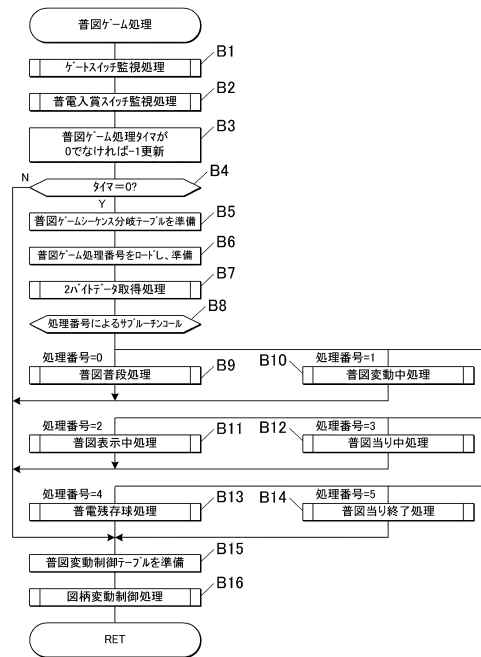 普図ゲーム処理
ゲートスイッチ監視処理
B1
普電入賞スイッチ監視処理
B2
普図ゲーム処理タイマが
0でなければ-1更新
B3
N
タイマ=0?
B4
Y
普図ゲームシーケンス分岐テーブルを準備
B5
普図ゲーム処理番号をロードし、準備
B6
2バイトデータ取得処理
B7
処理番号によるサブルーチンコール
B8
処理番号=0
普図普段処理
B9
処理番号=1
B10
普図変動中処理
処理番号=2
普図表示中処理
B11
処理番号=3
B12
普図当り中処理
処理番号=4
普電残存球処理
B13
処理番号=5
B14
普図当り終了処理
普図変動制御テーブルを準備
B15
図柄変動制御処理
B16
RET